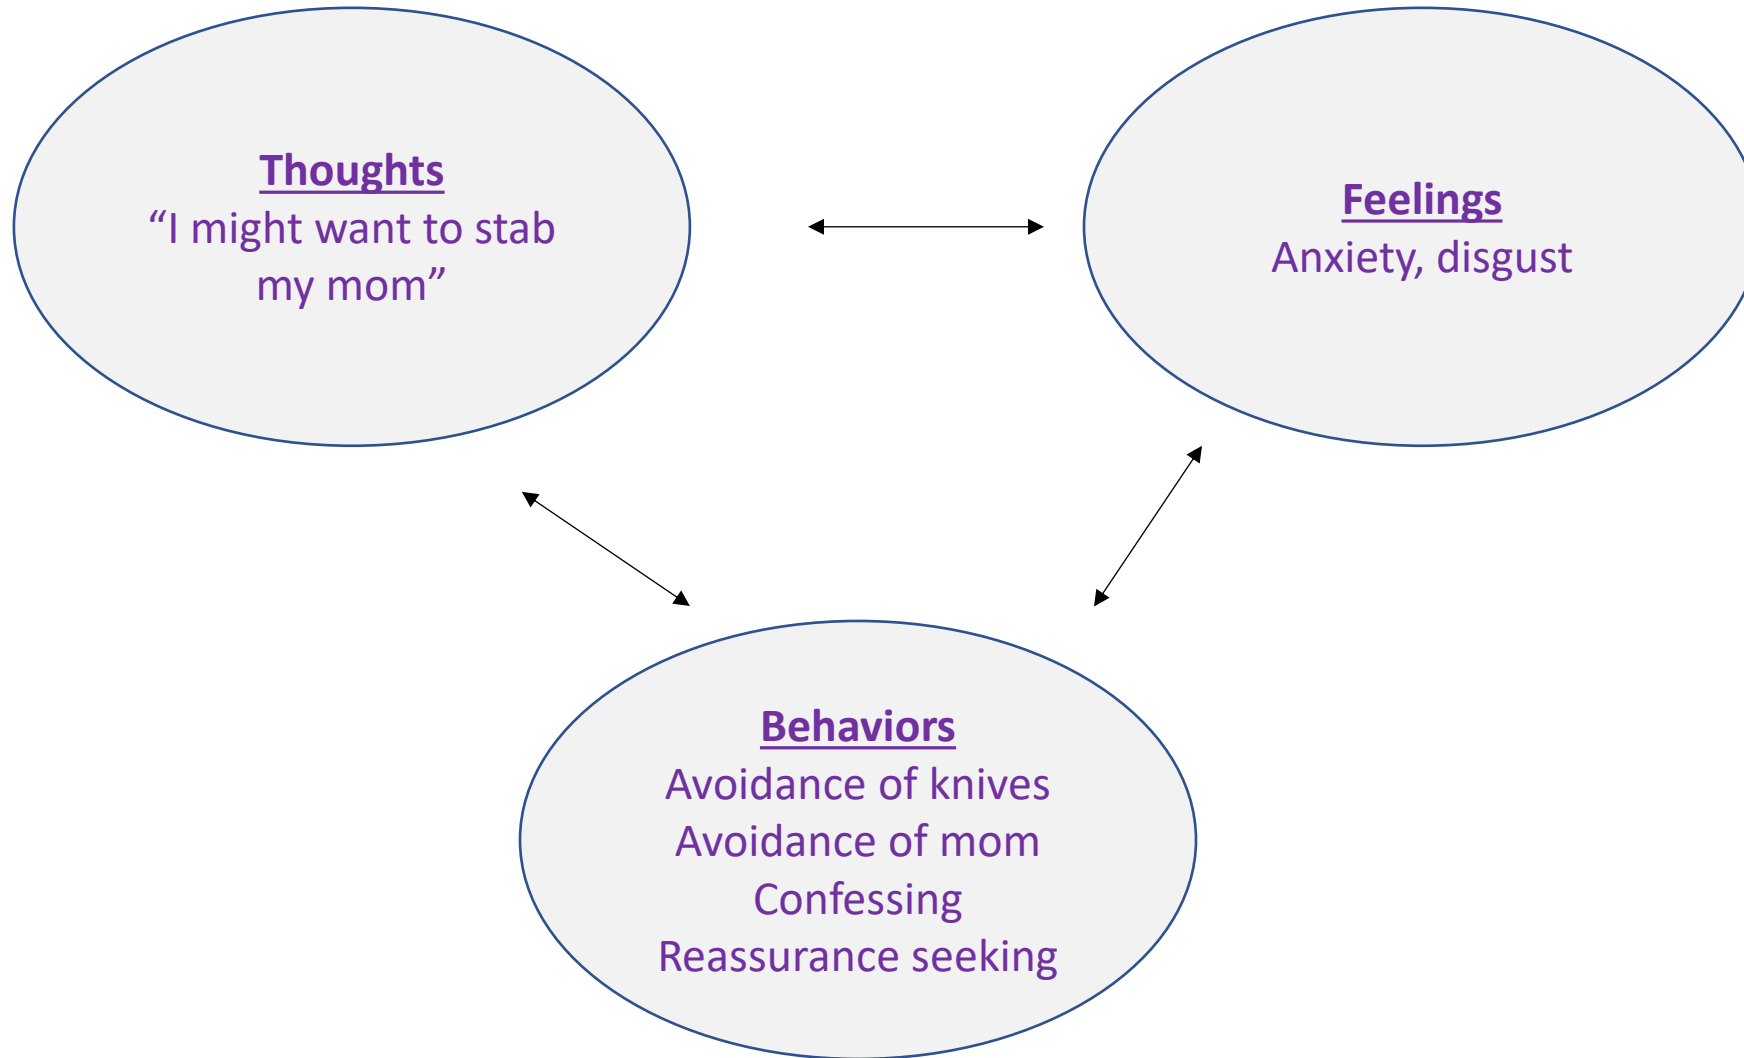 Thoughts
“I might want to stab
my mom”
Feelings
Anxiety, disgust
Behaviors
Avoidance of knives
Avoidance of mom
Confessing
Reassurance seeking